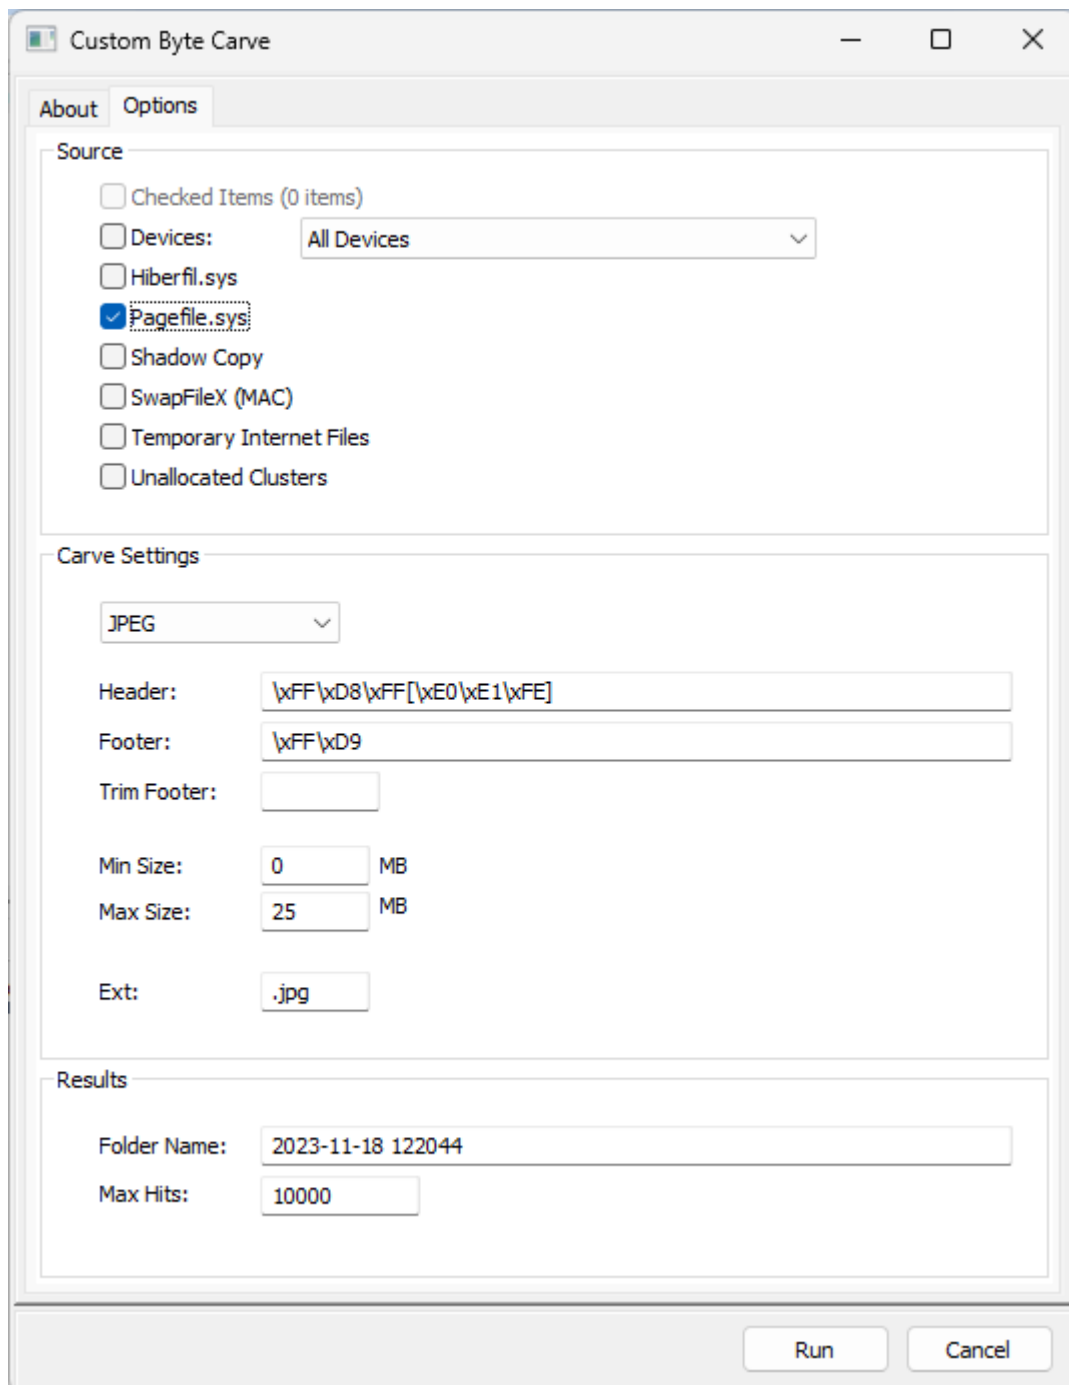 Custom Byte Carve
About Options
Source
Checked Items (0 items)
Devices: All Devices
Hiberfil.sys
Pagefile.sys
Shadow Copy
SwapFileX (MAC)
Temporary Internet Files
Unallocated Clusters
Carve Settings
JPEG
Header: \xFF\xD8\xFF[\xE0\xE1\xFE]
Footer: \xFF\xD9
Trim Footer:
Min Size: 0 MB
Max Size: 25 MB
Ext: .jpg
Results
Folder Name: 2023-11-18 122044
Max Hits: 10000
Run Cancel